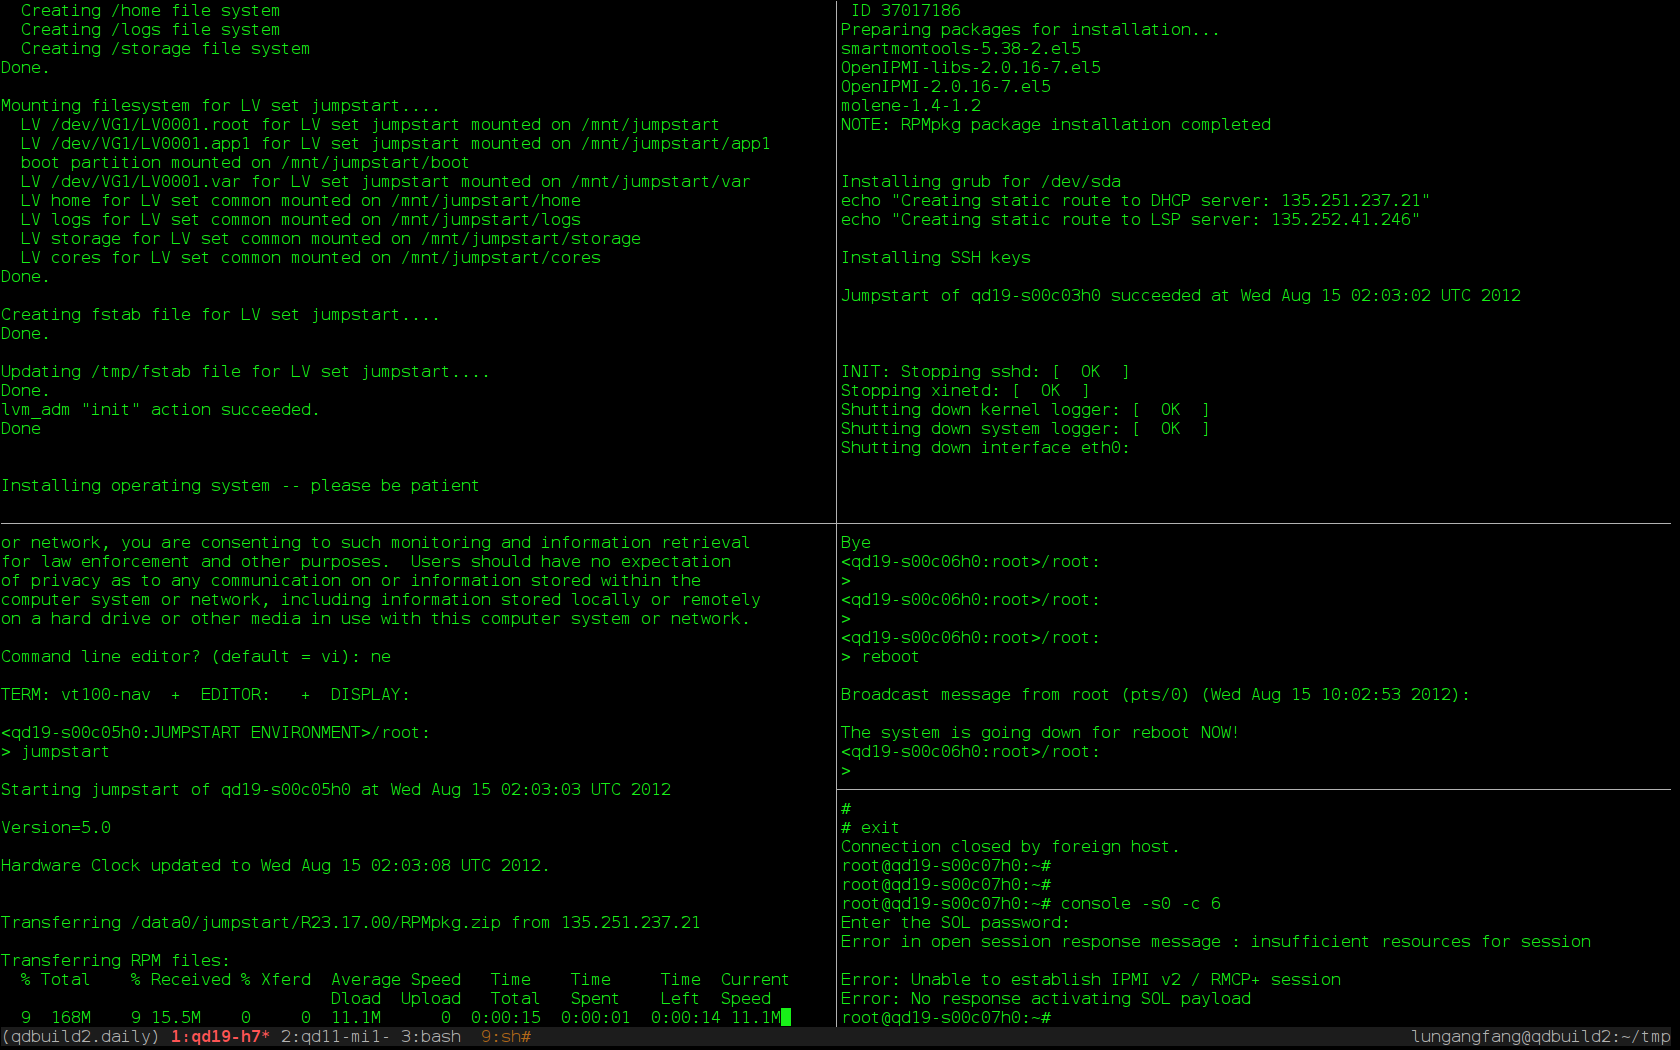 Creating /home file system
Creating /logs file system
Creating /storage file system
Done.
Mounting filesystem for LV set jumpstart....
LV /dev/VG1/LV0001.root for LV set jumpstart mounted on /mnt/jumpstart
LV /dev/VG1/LV0001.app1 for LV set jumpstart mounted on /mnt/jumpstart/app1
boot partition mounted on /mnt/jumpstart/boot
LV /dev/VG1/LV0001.var for LV set jumpstart mounted on /mnt/jumpstart/var
LV home for LV set common mounted on /mnt/jumpstart/home
LV logs for LV set common mounted on /mnt/jumpstart/logs
LV storage for LV set common mounted on /mnt/jumpstart/storage
LV cores for LV set common mounted on /mnt/jumpstart/cores
Done.
Creating fstab file for LV set jumpstart....
Done.
Updating /tmp/fstab file for LV set jumpstart....
Done.
lvm_adm "init" action succeeded.
Done
Installing operating system -- please be patient
or network, you are consenting to such monitoring and information retrieval
for law enforcement and other purposes.  Users should have no expectation
of privacy as to any communication on or information stored within the
computer system or network, including information stored locally or remotely
on a hard drive or other media in use with this computer system or network.
Command line editor? (default = vi): ne
TERM: vt100-nav  +  EDITOR:   +  DISPLAY:
<qd19-s00c05h0:JUMPSTART ENVIRONMENT>/root:
> jumpstart
Starting jumpstart of qd19-s00c05h0 at Wed Aug 15 02:03:03 UTC 2012
Version=5.0
Hardware Clock updated to Wed Aug 15 02:03:08 UTC 2012.
Transferring /data0/jumpstart/R23.17.00/RPMpkg.zip from 135.251.237.21
Transferring RPM files:
% Total    % Received % Xferd  Average Speed   Time    Time     Time  Current
Dload  Upload   Total   Spent    Left  Speed
9  168M    9 15.5M    0     0  11.1M      0  0:00:15  0:00:01  0:00:14 11.1M
ID 37017186
Preparing packages for installation...
smartmontools-5.38-2.el5
OpenIPMI-libs-2.0.16-7.el5
OpenIPMI-2.0.16-7.el5
molene-1.4-1.2
NOTE: RPMpkg package installation completed
Installing grub for /dev/sda
echo "Creating static route to DHCP server: 135.251.237.21"
echo "Creating static route to LSP server: 135.252.41.246"
Installing SSH keys
Jumpstart of qd19-s00c03h0 succeeded at Wed Aug 15 02:03:02 UTC 2012
INIT: Stopping sshd: [  OK  ]
Stopping xinetd: [  OK  ]
Shutting down kernel logger: [  OK  ]
Shutting down system logger: [  OK  ]
Shutting down interface eth0:
Bye
<qd19-s00c06h0:root>/root:
>
<qd19-s00c06h0:root>/root:
>
<qd19-s00c06h0:root>/root:
> reboot
Broadcast message from root (pts/0) (Wed Aug 15 10:02:53 2012):
The system is going down for reboot NOW!
<qd19-s00c06h0:root>/root:
>
#
# exit
Connection closed by foreign host.
root@qd19-s00c07h0:~#
root@qd19-s00c07h0:~#
root@qd19-s00c07h0:~# console -s0 -c 6
Enter the SOL password:
Error in open session response message : insufficient resources for session
Error: Unable to establish IPMI v2 / RMCP+ session
Error: No response activating SOL payload
root@qd19-s00c07h0:~#
(qdbuild2.daily) 1:qd19-h7* 2:qd11-mi1- 3:bash  9:sh# lungangfang@qdbuild2:~/tmp